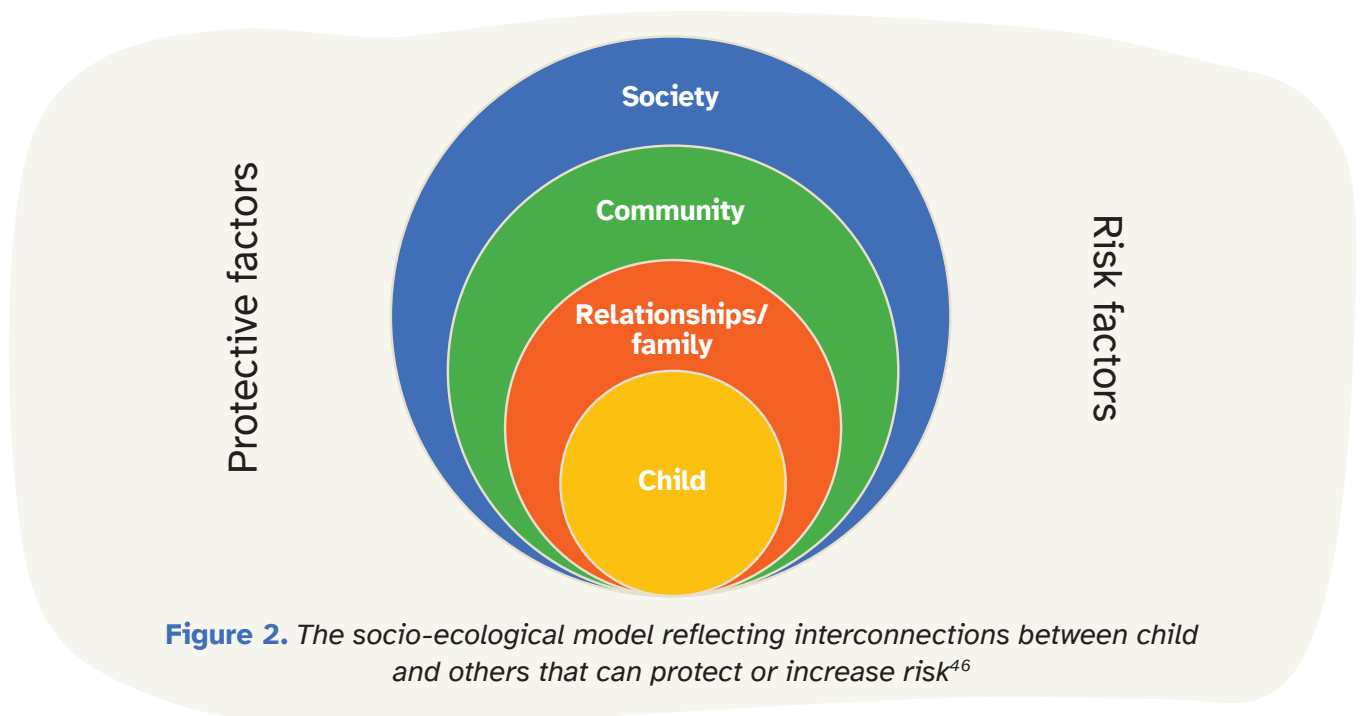 Protective factors
Society
Community
Relationships/
family
Child
Risk factors
Figure 2. The socio-ecological model reflecting interconnections between child
and others that can protect or increase risk⁴⁶